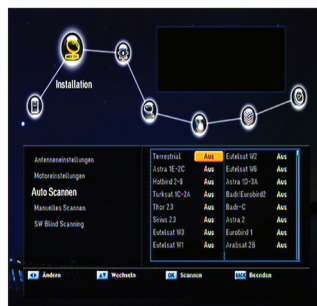 Installation
Antenneneinstellungen
Motoreinstellungen
Auto Scannen
Manuelles Scannen
SW Blind Scanning
Terrestrial Aus Eutelsat W2 Aus
Astra 1E-2C Aus Eutelsat W6 Aus
Hotbird 2-8 Aus Astra 1D-3A Aus
Turksat 1C-2A Aus Badr/Eurobird2 Aus
Thor 2.3 Aus Badr-C Aus
Sirius 2.3 Aus Astra 2 Aus
Eutelsat W3 Aus Eurobird 1 Aus
Eutelsat W1 Aus Arabsat 2B Aus
Ändern Wechseln OK Scannen BACK Beenden